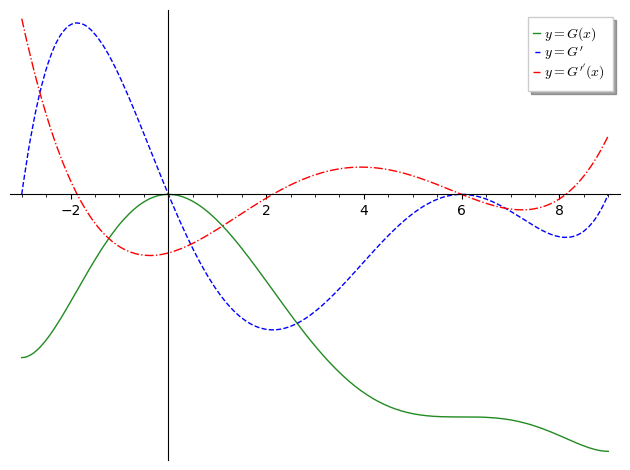 y = G(x)
y = G′
y = G′′(x)
−2
2
4
6
8